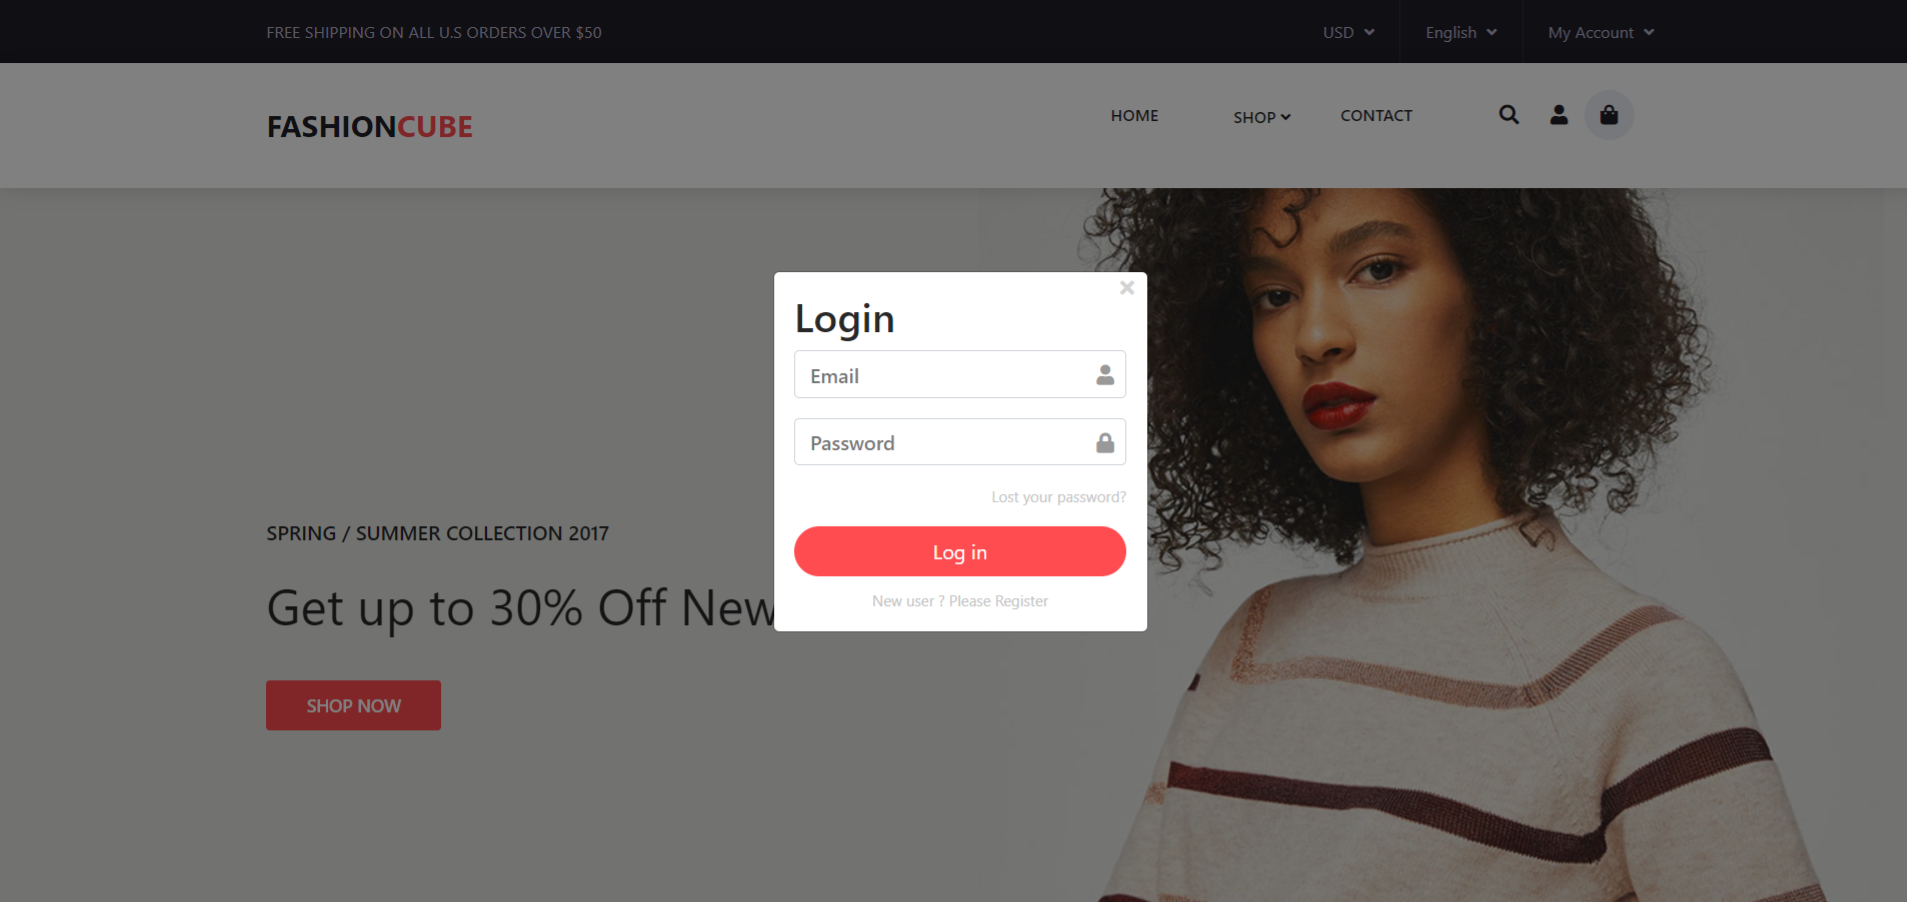 FREE SHIPPING ON ALL U.S ORDERS OVER $50
USD
English
My Account
FASHIONCUBE
HOME
SHOP
CONTACT
Login
Email
Password
Lost your password?
Log in
New user ? Please Register
SPRING / SUMMER COLLECTION 2017
Get up to 30% Off New
SHOP NOW